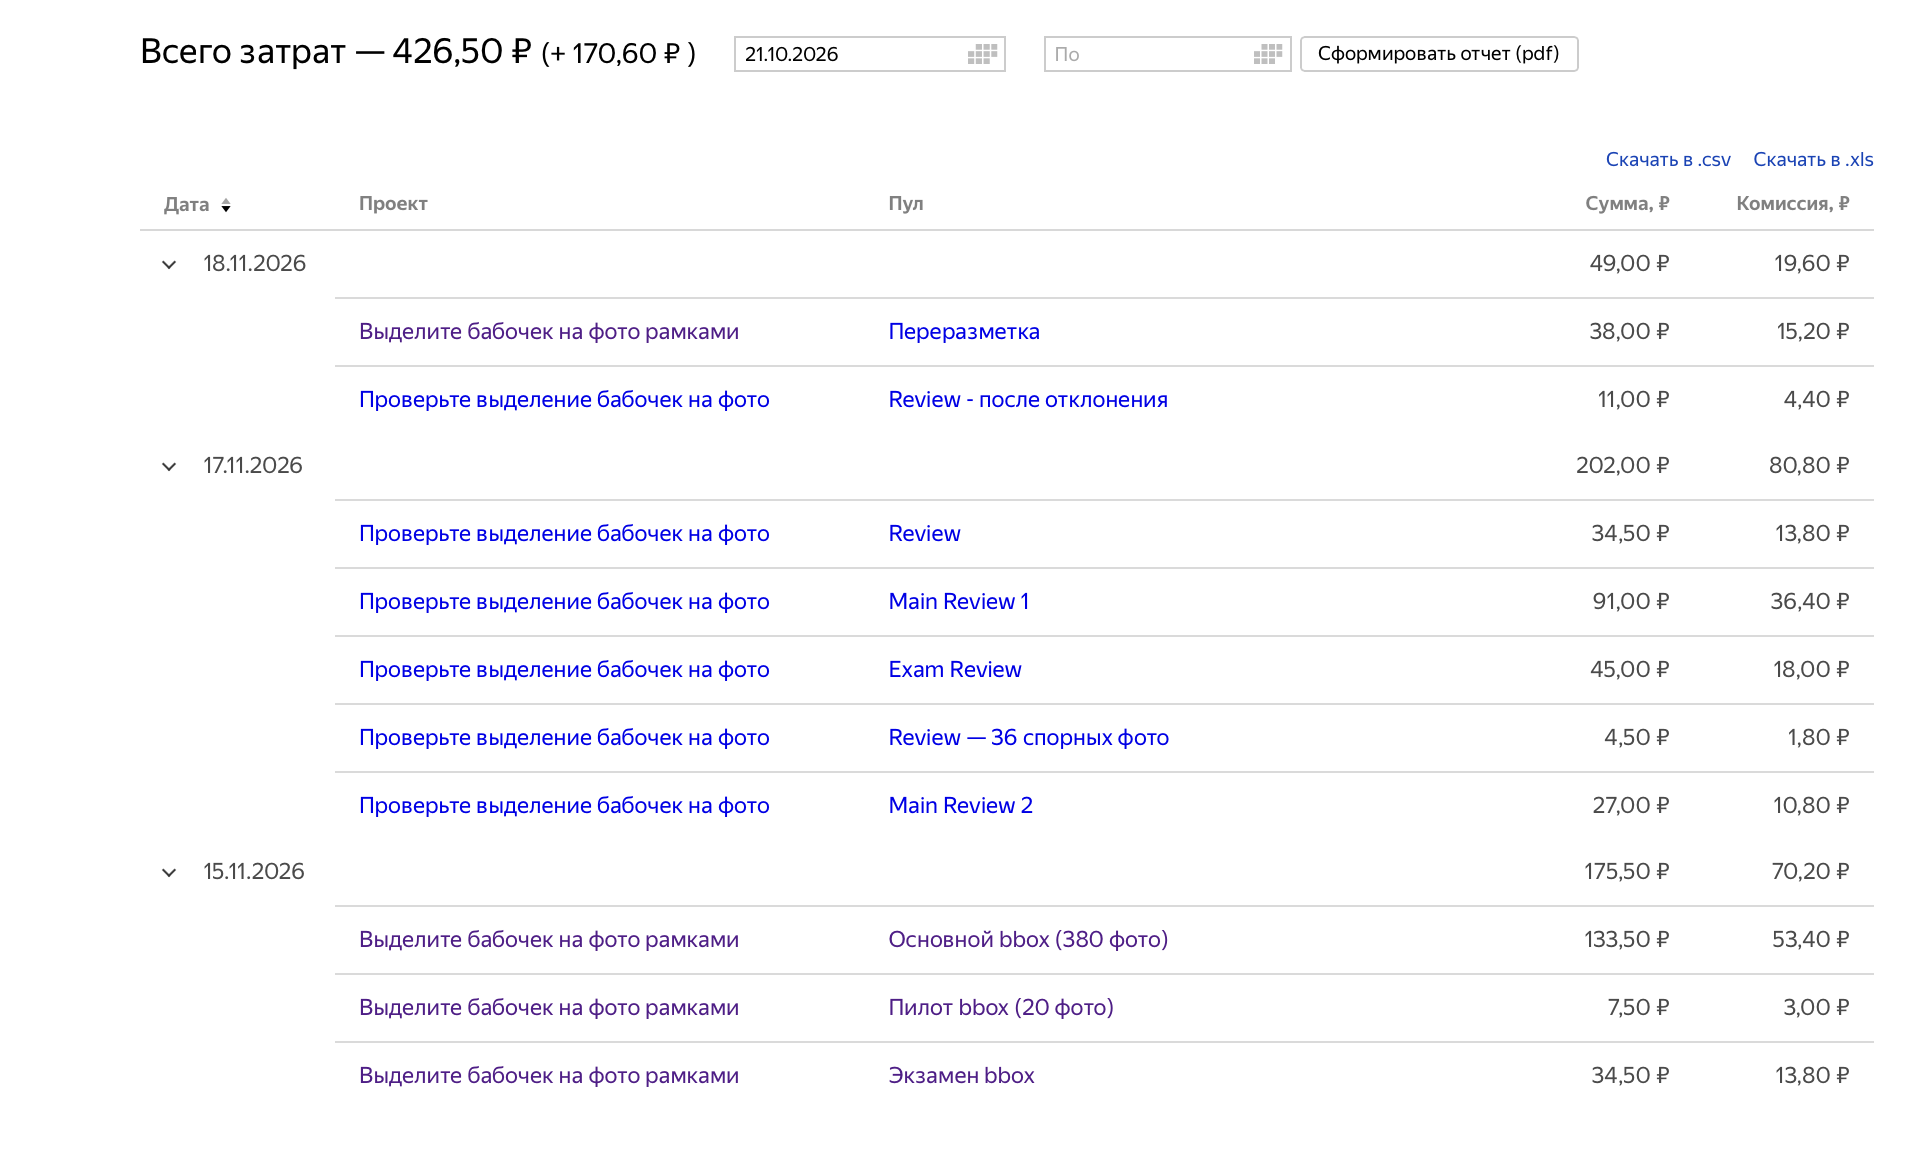 Всего затрат — 426,50 ₽ (+ 170,60 ₽ ) 21.10.2026 По Сформировать отчет (pdf)
Скачать в .csv Скачать в .xls
Дата Проект Пул Сумма, ₽ Комиссия, ₽
18.11.2026 49,00 ₽ 19,60 ₽
Выделите бабочек на фото рамками Переразметка 38,00 ₽ 15,20 ₽
Проверьте выделение бабочек на фото Review - после отклонения 11,00 ₽ 4,40 ₽
17.11.2026 202,00 ₽ 80,80 ₽
Проверьте выделение бабочек на фото Review 34,50 ₽ 13,80 ₽
Проверьте выделение бабочек на фото Main Review 1 91,00 ₽ 36,40 ₽
Проверьте выделение бабочек на фото Exam Review 45,00 ₽ 18,00 ₽
Проверьте выделение бабочек на фото Review — 36 спорных фото 4,50 ₽ 1,80 ₽
Проверьте выделение бабочек на фото Main Review 2 27,00 ₽ 10,80 ₽
15.11.2026 175,50 ₽ 70,20 ₽
Выделите бабочек на фото рамками Основной bbox (380 фото) 133,50 ₽ 53,40 ₽
Выделите бабочек на фото рамками Пилот bbox (20 фото) 7,50 ₽ 3,00 ₽
Выделите бабочек на фото рамками Экзамен bbox 34,50 ₽ 13,80 ₽